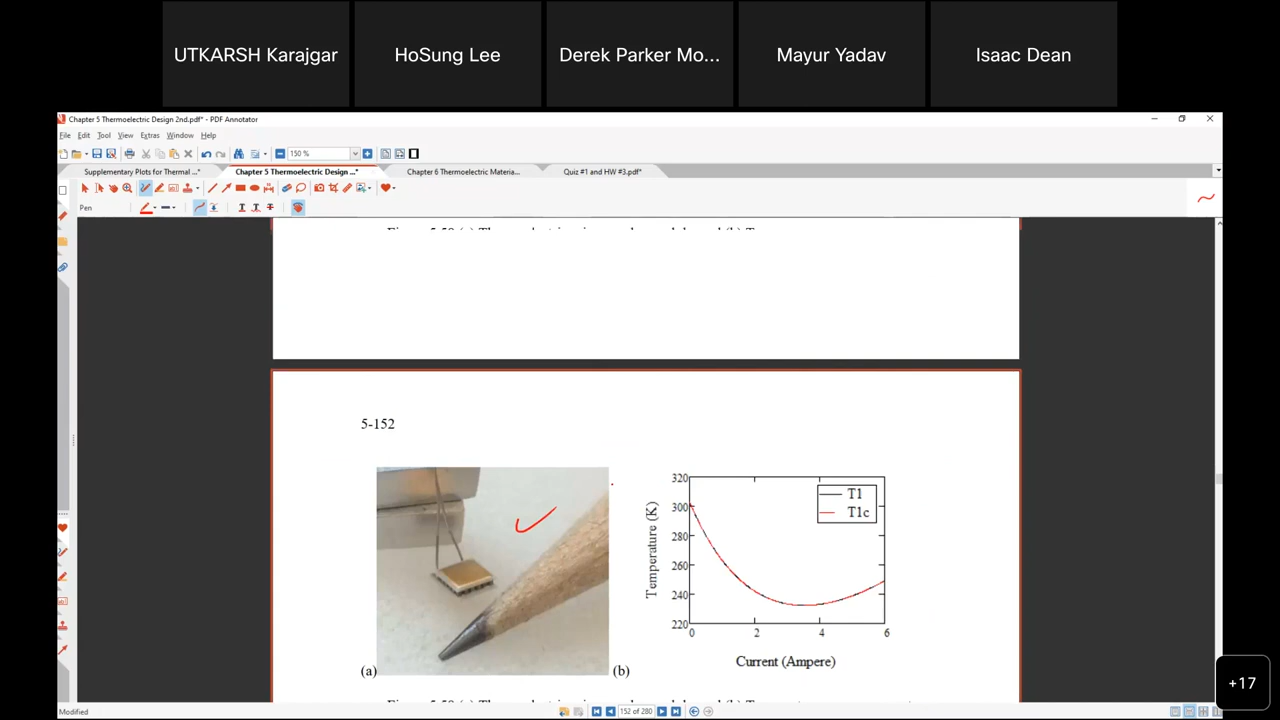 UTKARSH Karajgar
HoSung Lee
Derek Parker Mo...
Mayur Yadav
Isaac Dean
Chapter 5 Thermoelectric Design 2nd.pdf* - PDF Annotator
File Edit Tool View Extras Window Help
150 %
Supplementary Plots for Thermal ...*
Chapter 5 Thermoelectric Design ...*
Chapter 6 Thermoelectric Materia...
Quiz #1 and HW #3.pdf*
Pen
5-152
320
300
280
260
240
220
Temperature (K)
T1
T1c
0 2 4 6
Current (Ampere)
(a)
(b)
+17
Modified
152 of 280